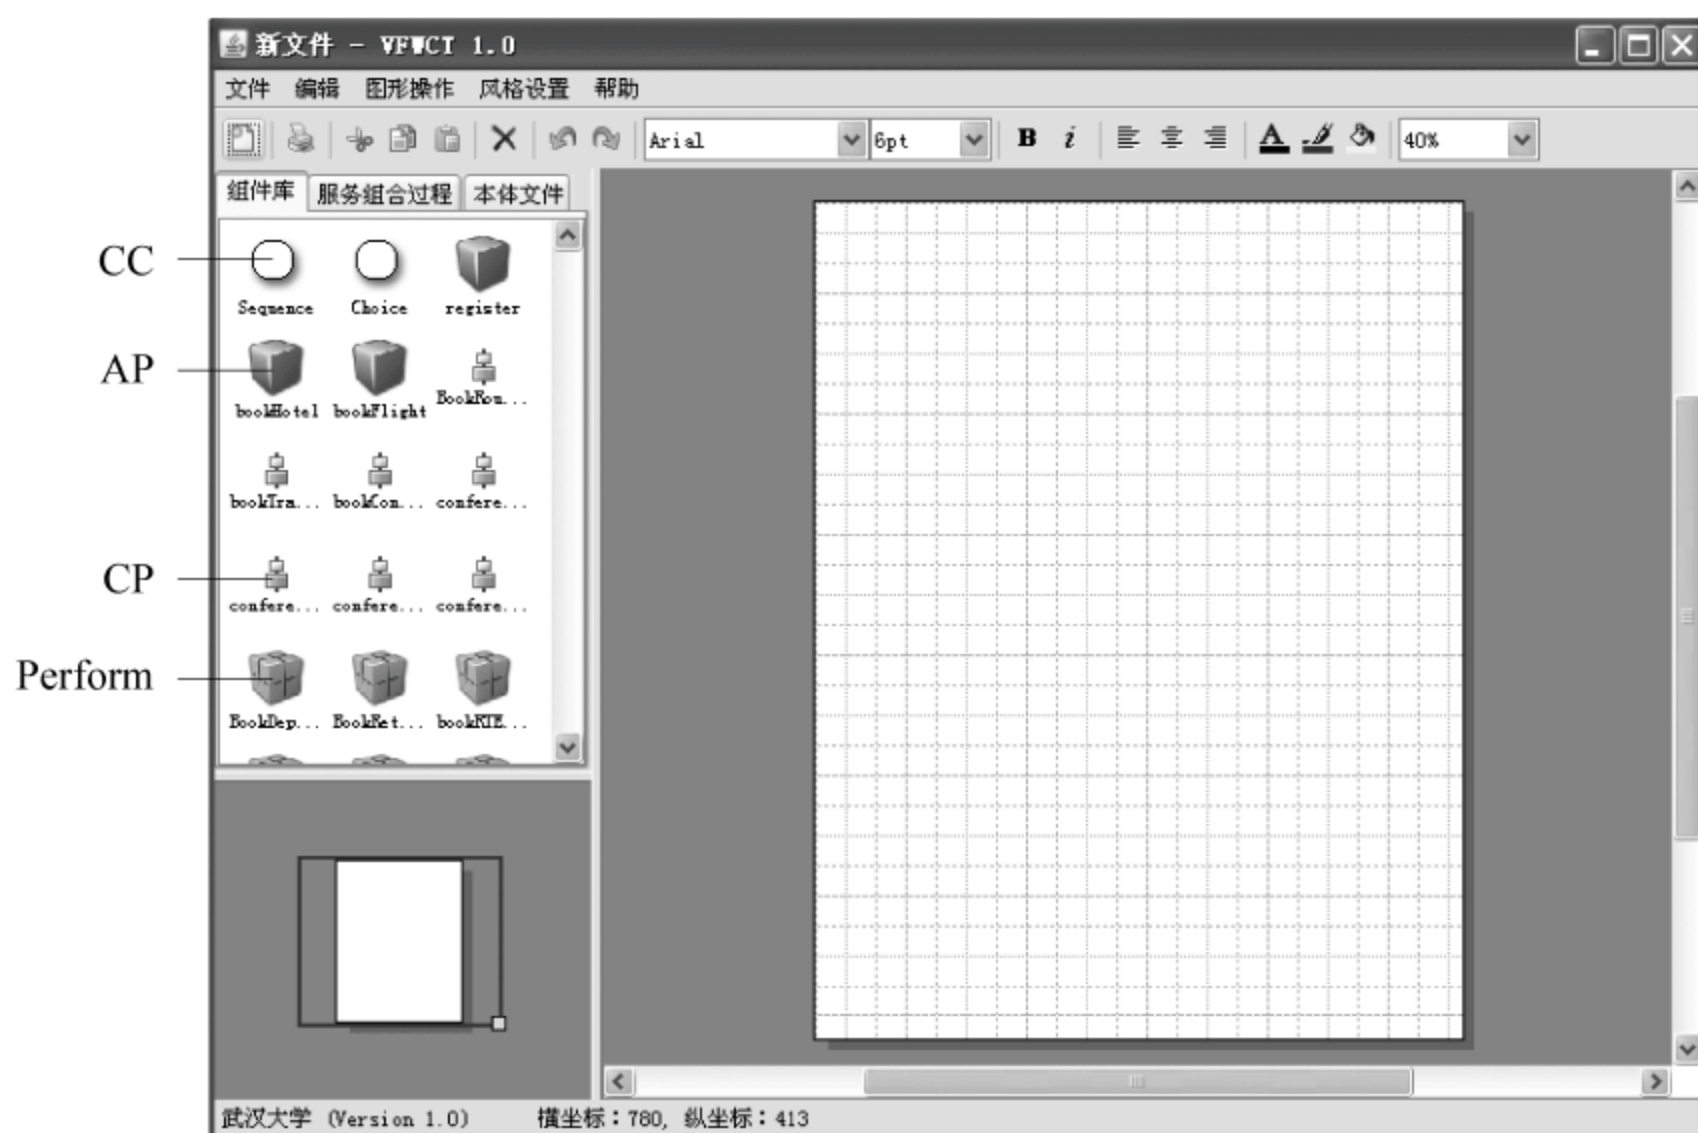 新文件 - VFWCT 1.0
文件 编辑 图形操作 风格设置 帮助
Arial 6pt B i A 40%
组件库 服务组合过程 本体文件
CC
Sequence Choice register
AP
bookHotel bookFlight BookRou...
bookTra... bookCon... confere...
CP
confere... confere... confere...
Perform
BookDep... BookRet... bookRTE...
武汉大学 (Version 1.0) 横坐标：780, 纵坐标：413